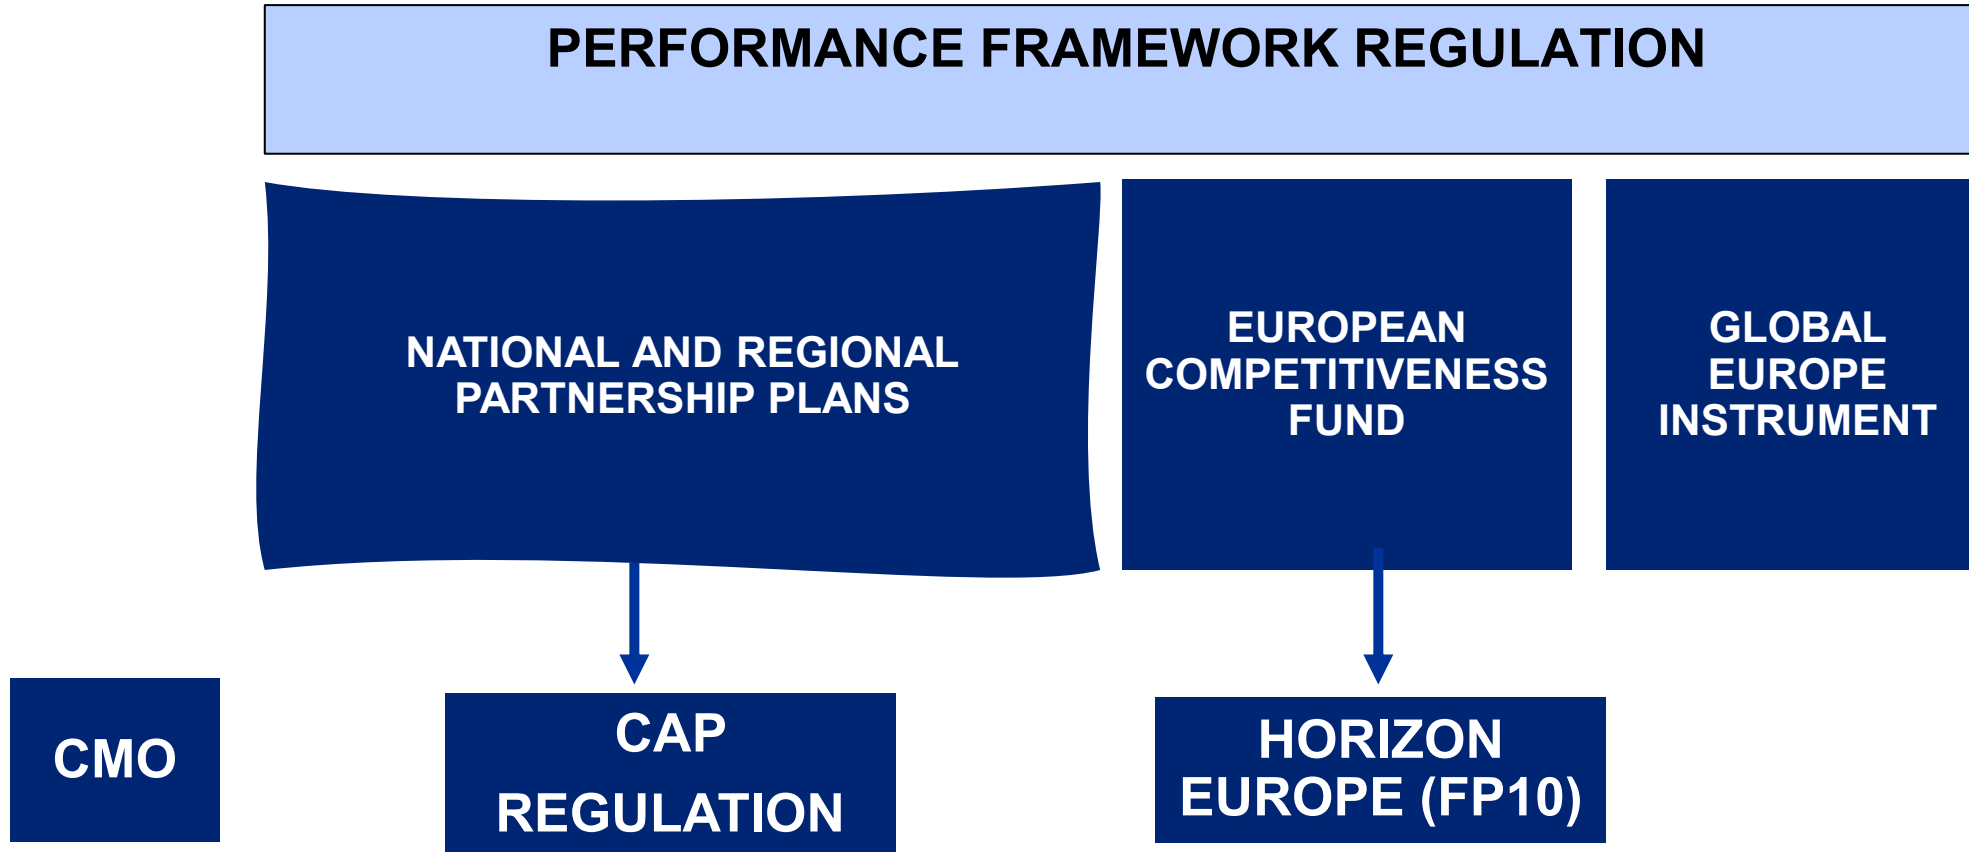 PERFORMANCE FRAMEWORK REGULATION
NATIONAL AND REGIONAL
PARTNERSHIP PLANS
EUROPEAN
COMPETITIVENESS
FUND
GLOBAL
EUROPE
INSTRUMENT
CMO
CAP
REGULATION
HORIZON
EUROPE (FP10)